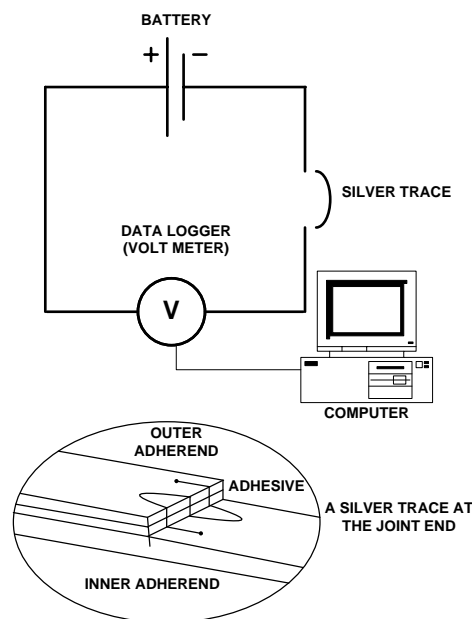 BATTERY
+ −
SILVER TRACE
DATA LOGGER
(VOLT METER)
V
COMPUTER
OUTER
ADHEREND
ADHESIVE
A SILVER TRACE AT
THE JOINT END
INNER ADHEREND